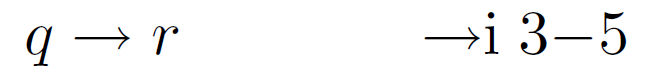 q → r →i 3−5